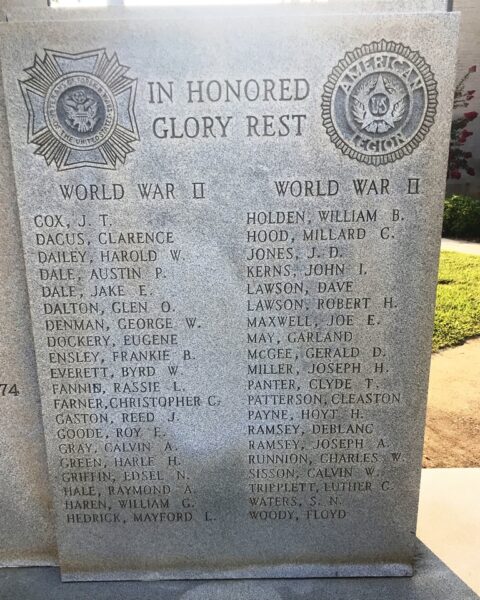 IN HONORED
GLORY REST
AMERICAN
US
LEGION
WORLD WAR II
COX, J. T.
DACUS, CLARENCE
DAILEY, HAROLD W.
DALE, AUSTIN P.
DALE, JAKE E.
DALTON, GLEN O.
DENMAN, GEORGE W.
DOCKERY, EUGENE
ENSLEY, FRANKIE B.
EVERETT, BYRD W.
FANNIN, RASSIE L.
FARNER, CHRISTOPHER C.
GASTON, REED J.
GOODE, ROY E.
GRAY, CALVIN A.
GREEN, HARLE H.
GRIFFIN, EDSEL N.
HALE, RAYMOND A.
HAREN, WILLIAM G.
HEDRICK, MAYFORD L.
WORLD WAR II
HOLDEN, WILLIAM B.
HOOD, MILLARD C.
JONES, J. D.
KERNS, JOHN I.
LAWSON, DAVE
LAWSON, ROBERT H.
MAXWELL, JOE E.
MAY, GARLAND
McGEE, GERALD D.
MILLER, JOSEPH H.
PANTER, CLYDE T.
PATTERSON, CLEASTON
PAYNE, HOYT H.
RAMSEY, DEBLANC
RAMSEY, JOSEPH A.
RUNNION, CHARLES W.
SISSON, CALVIN W.
TRIPPLETT, LUTHER C.
WATERS, S. N.
WOODY, FLOYD
74